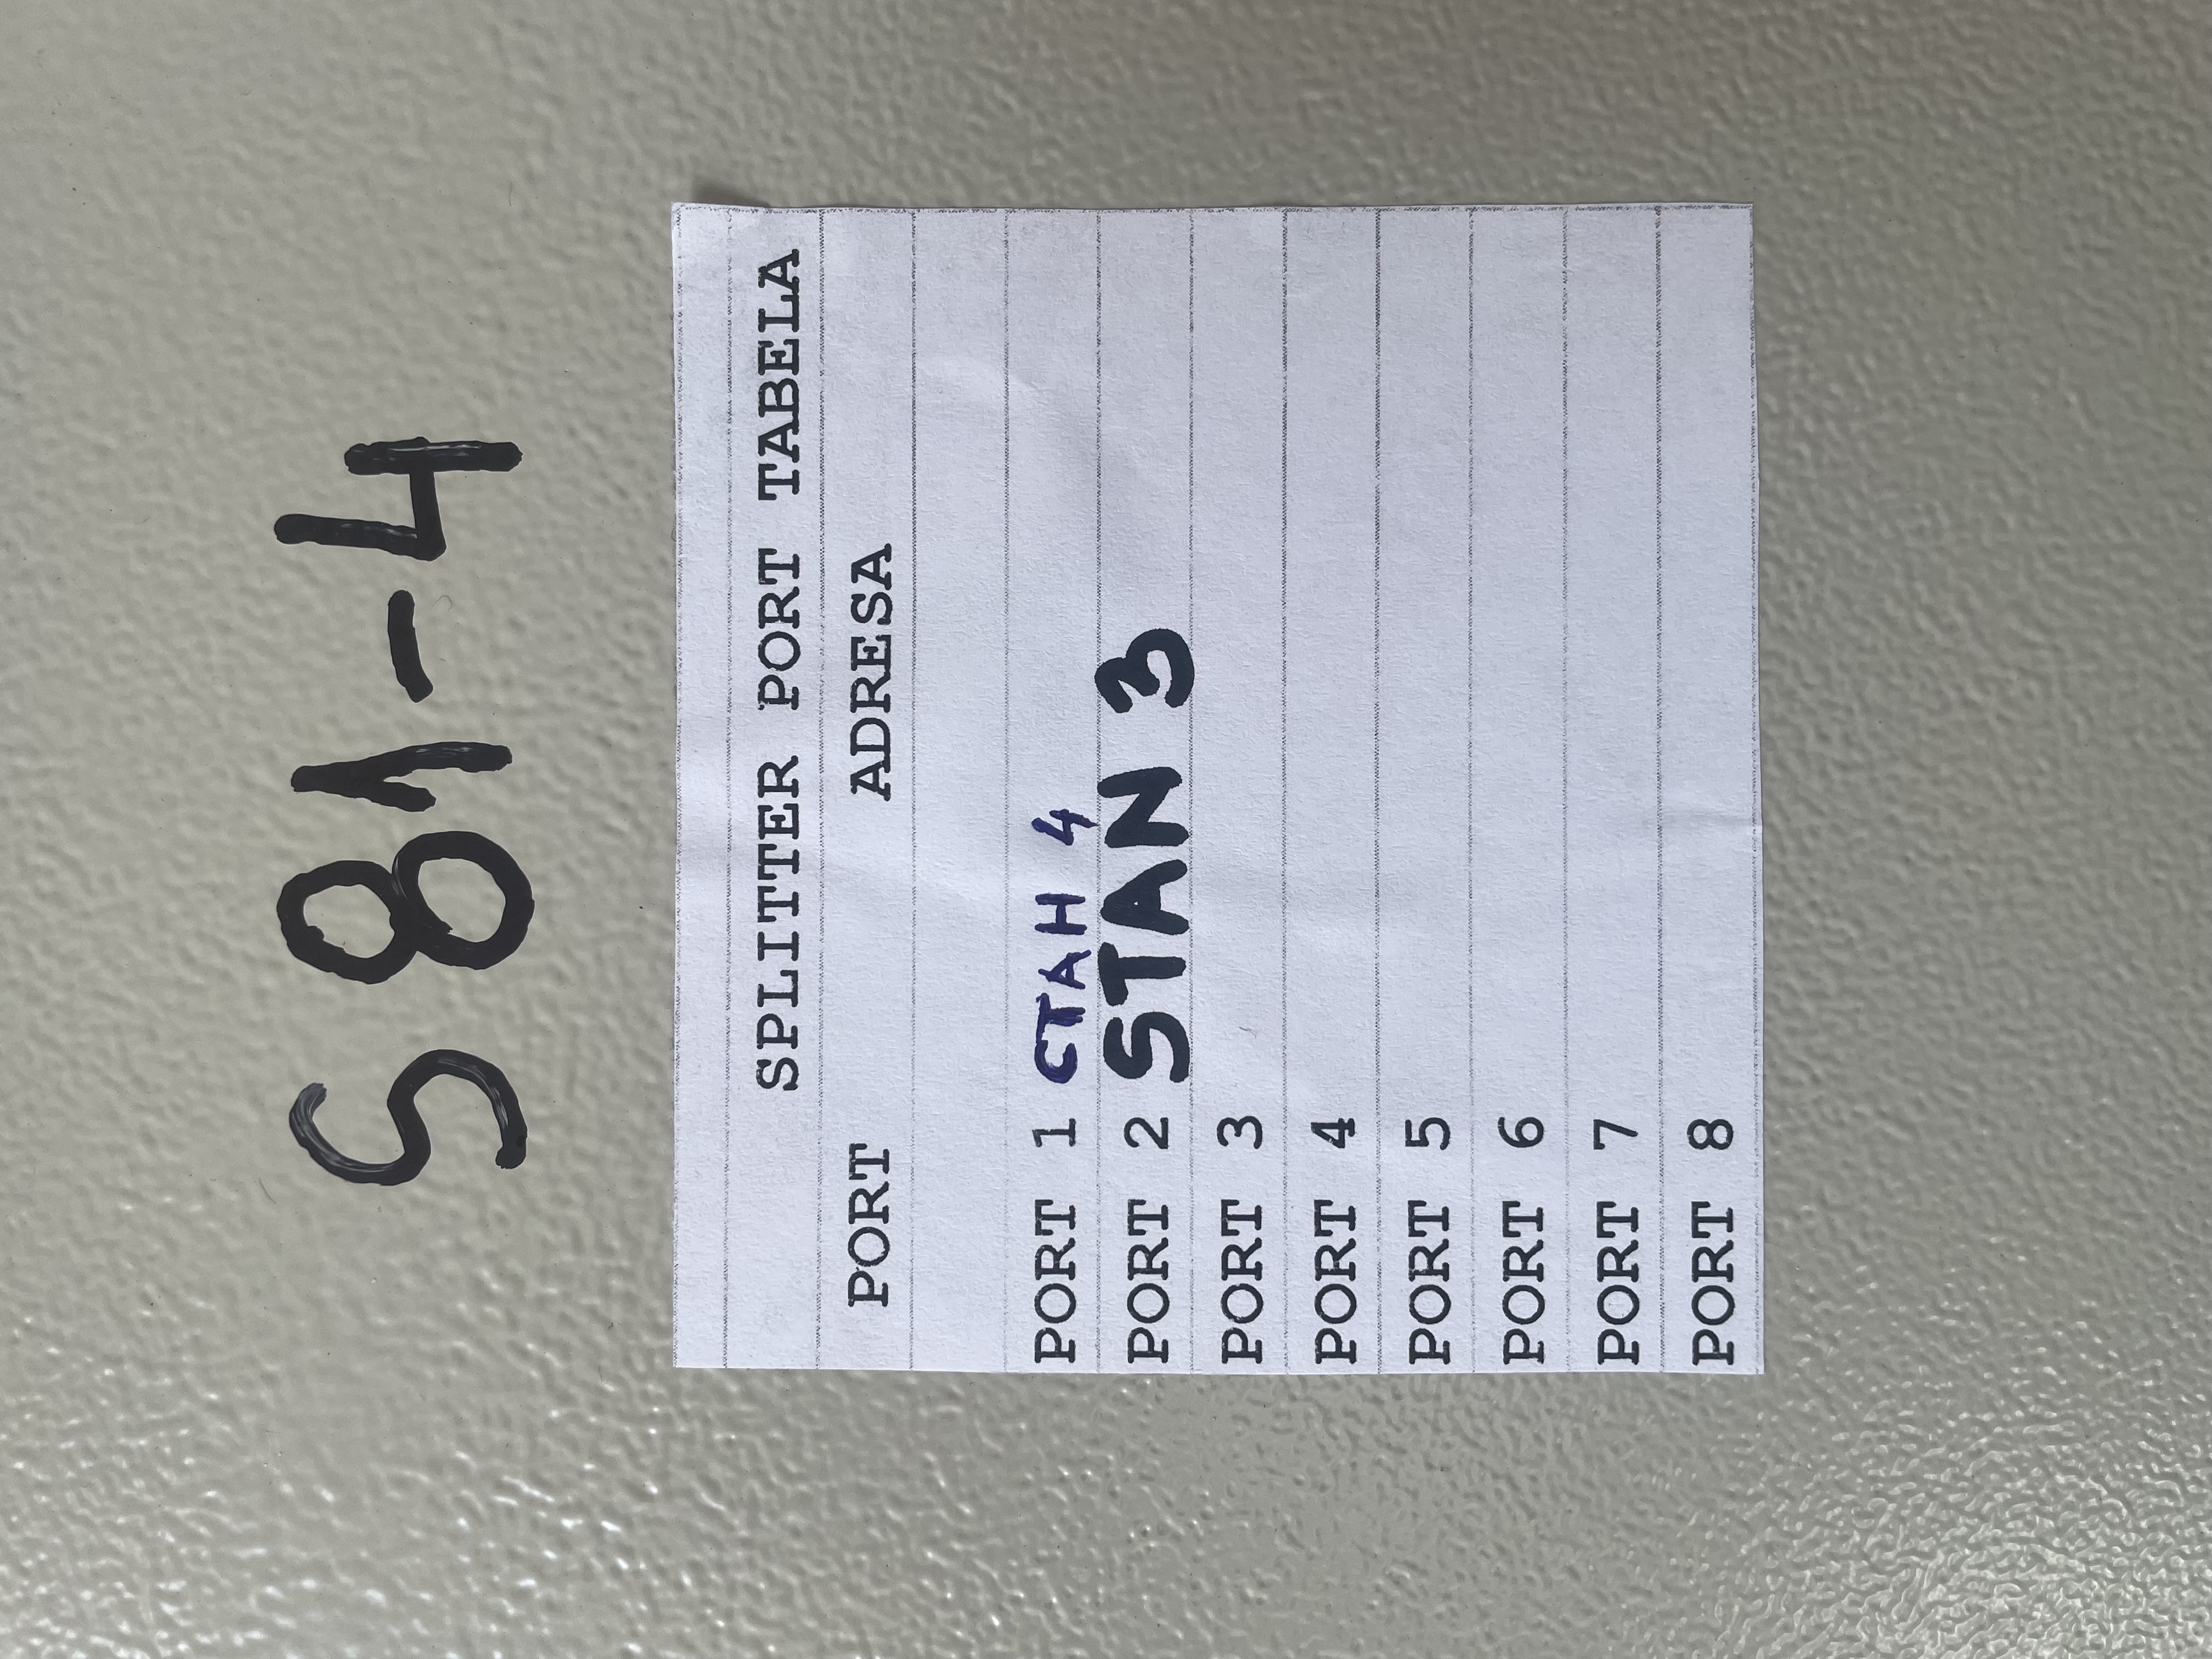 S 81-4
SPLITTER PORT TABELA
PORT ADRESA
PORT 1 СТАН 4
PORT 2 STAN 3
PORT 3
PORT 4
PORT 5
PORT 6
PORT 7
PORT 8